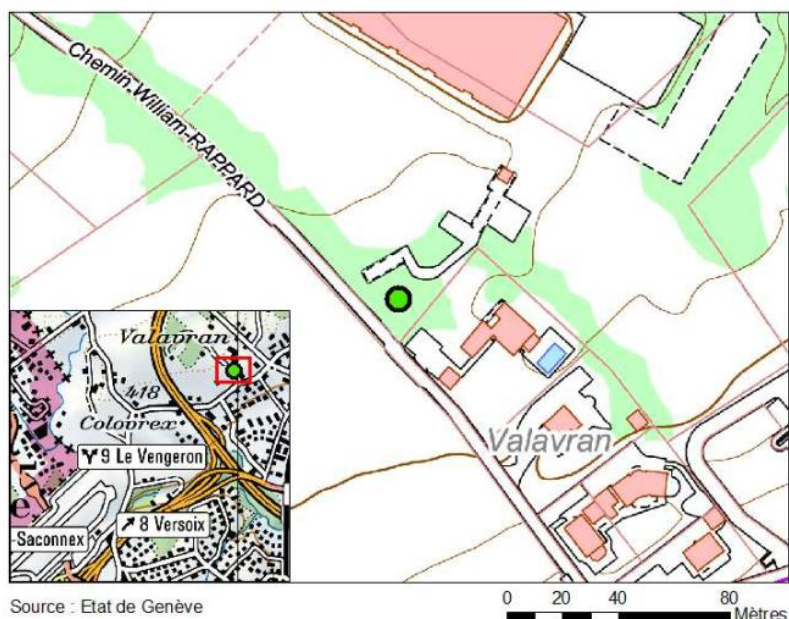 Chemin William-RAPPARD
Valavran
Valavran
418
Colovrex
9 Le Vengeron
e
8 Versoix
-Saconnex
Source : Etat de Genève
0 20 40 80
Mètres